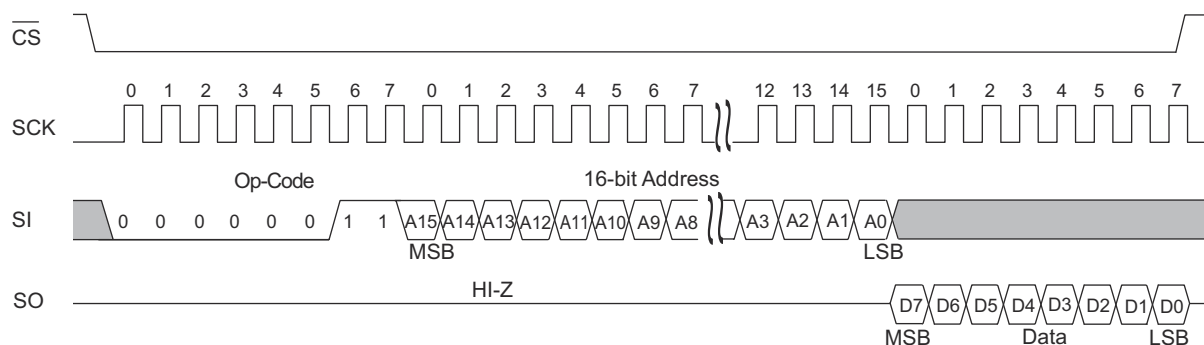 CS
0 1 2 3 4 5 6 7 0 1 2 3 4 5 6 7 12 13 14 15 0 1 2 3 4 5 6 7
SCK
Op-Code 16-bit Address
SI 0 0 0 0 0 0 1 1 A15 A14 A13 A12 A11 A10 A9 A8 A3 A2 A1 A0
MSB LSB
HI-Z
SO D7 D6 D5 D4 D3 D2 D1 D0
MSB Data LSB